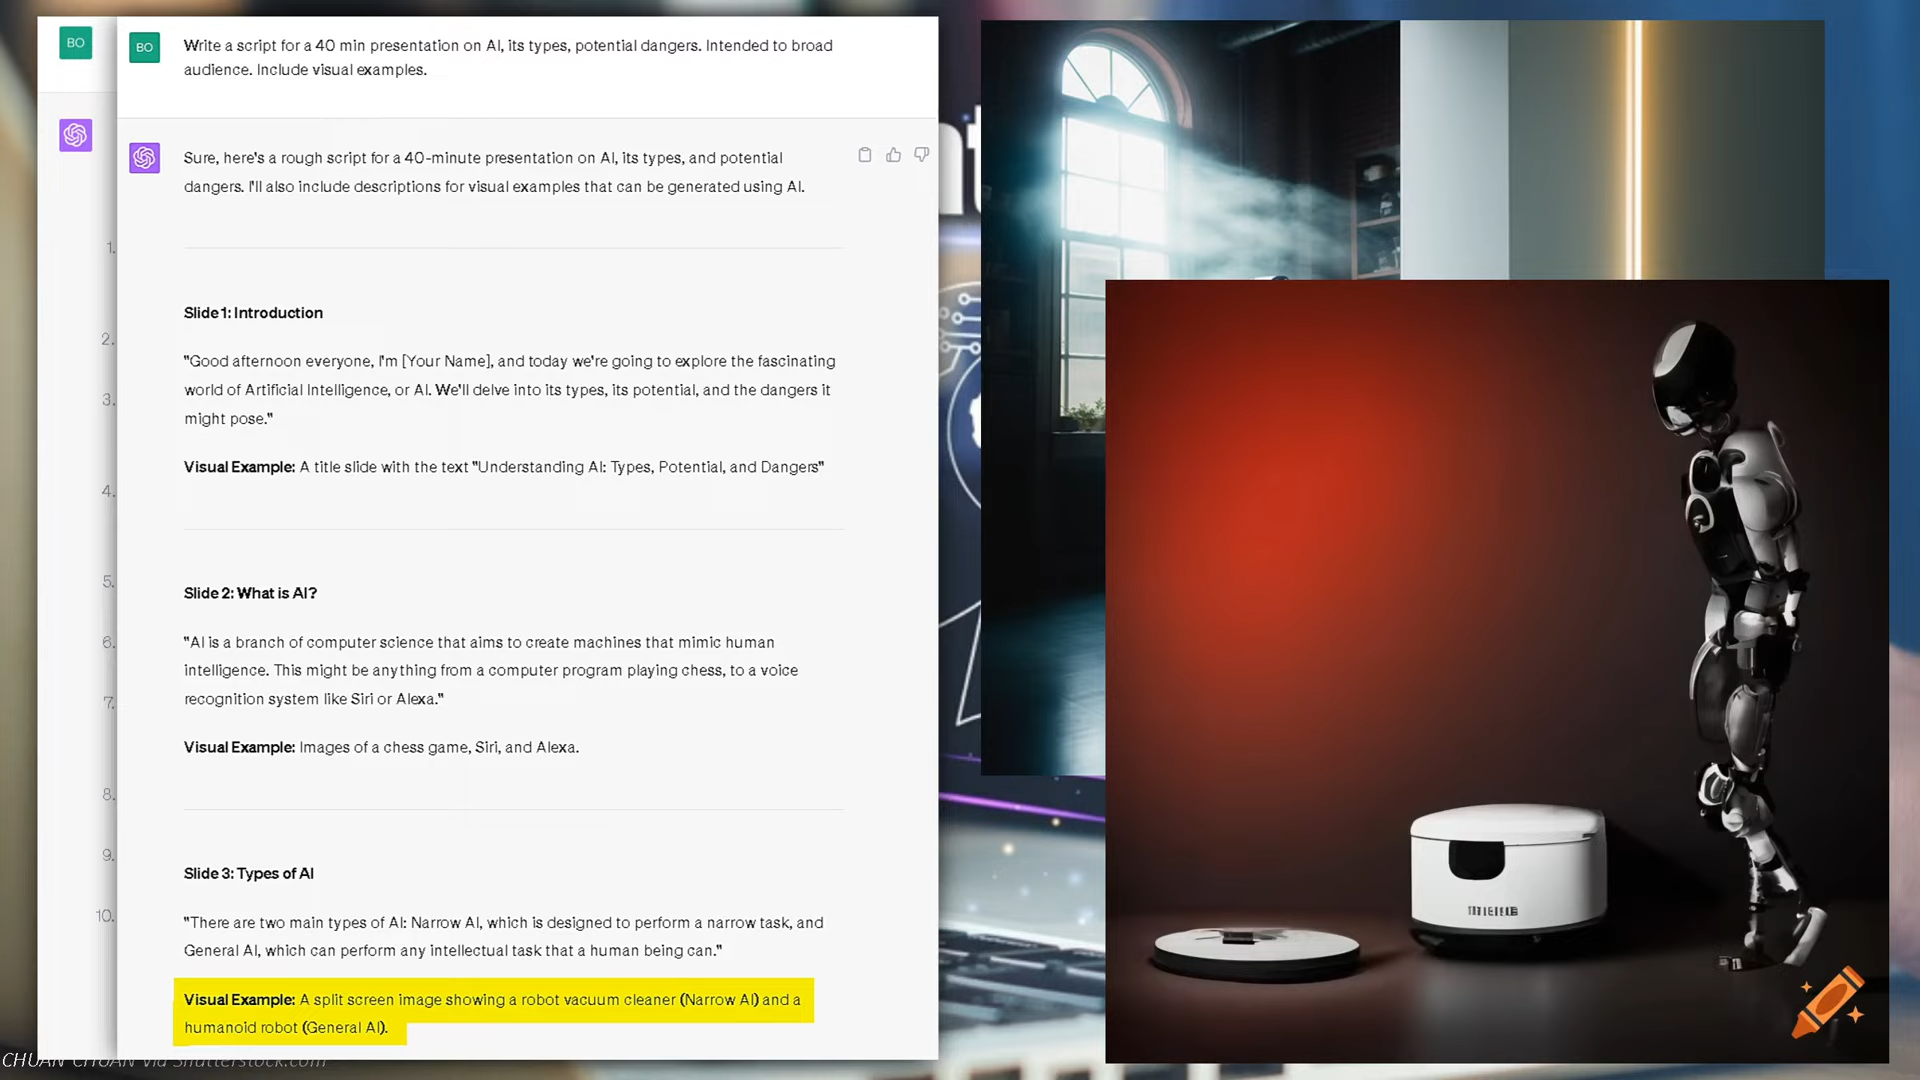 BO
BO
Write a script for a 40 min presentation on AI, its types, potential dangers. Intended to broad
audience. Include visual examples.
Sure, here's a rough script for a 40-minute presentation on AI, its types, and potential
dangers. I'll also include descriptions for visual examples that can be generated using AI.
1.
Slide 1: Introduction
2.
"Good afternoon everyone, I'm [Your Name], and today we're going to explore the fascinating
world of Artificial Intelligence, or AI. We'll delve into its types, its potential, and the dangers it
3.
might pose."
Visual Example: A title slide with the text "Understanding AI: Types, Potential, and Dangers"
4.
5.
Slide 2: What is AI?
6.
"AI is a branch of computer science that aims to create machines that mimic human
intelligence. This might be anything from a computer program playing chess, to a voice
7.
recognition system like Siri or Alexa."
Visual Example: Images of a chess game, Siri, and Alexa.
8.
9.
Slide 3: Types of AI
10.
"There are two main types of AI: Narrow AI, which is designed to perform a narrow task, and
General AI, which can perform any intellectual task that a human being can."
Visual Example: A split screen image showing a robot vacuum cleaner (Narrow AI) and a
humanoid robot (General AI).
CHUAN CHUAN via Shutterstock.com